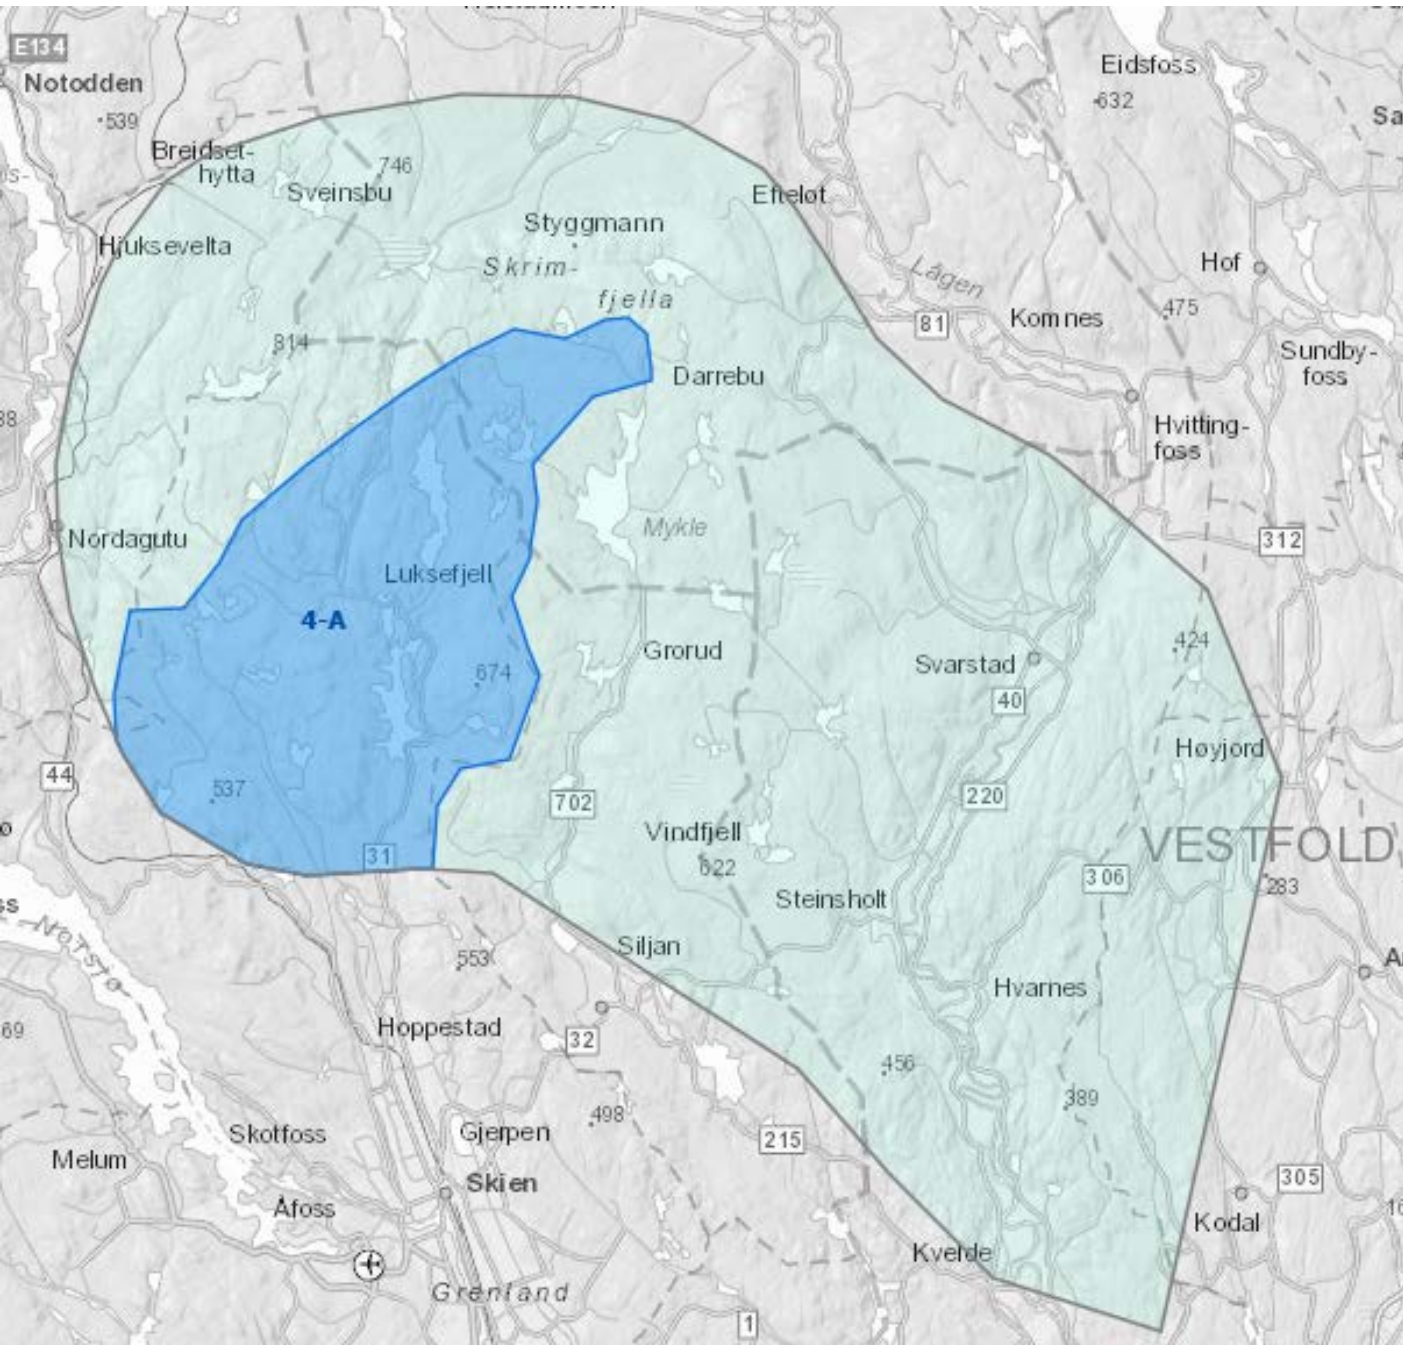 E134
Notodden
539
Eidsfoss
632
Sa
Breidset-
hytta
746
Sveinsbu
Efteløt
Styggmann
Hjuksevelta
Skrim-
fjella
Hof
Lågen
475
81
Komnes
814
Sundby-
foss
Darrebu
Hvitting-
foss
Nordagutu
Mykle
312
Luksefjell
4-A
424
Grorud
Svarstad
674
40
Høyjord
44
537
702
220
Vindfjell
VESTFOLD
31
622
306
283
Steinsholt
Siljan
553
Hvarnes
Hoppestad
69
32
456
389
498
Skotfoss
Gjerpen
215
Melum
Skien
305
Åfoss
Kodal
Kvelde
Grenland
1